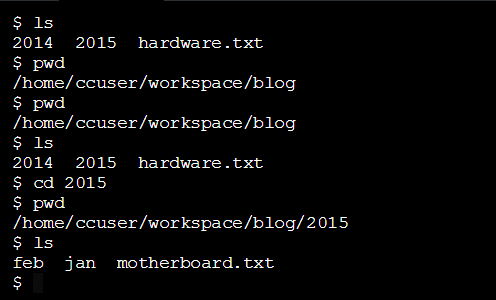 $ ls
2014  2015  hardware.txt
$ pwd
/home/ccuser/workspace/blog
$ pwd
/home/ccuser/workspace/blog
$ ls
2014  2015  hardware.txt
$ cd 2015
$ pwd
/home/ccuser/workspace/blog/2015
$ ls
feb  jan  motherboard.txt
$